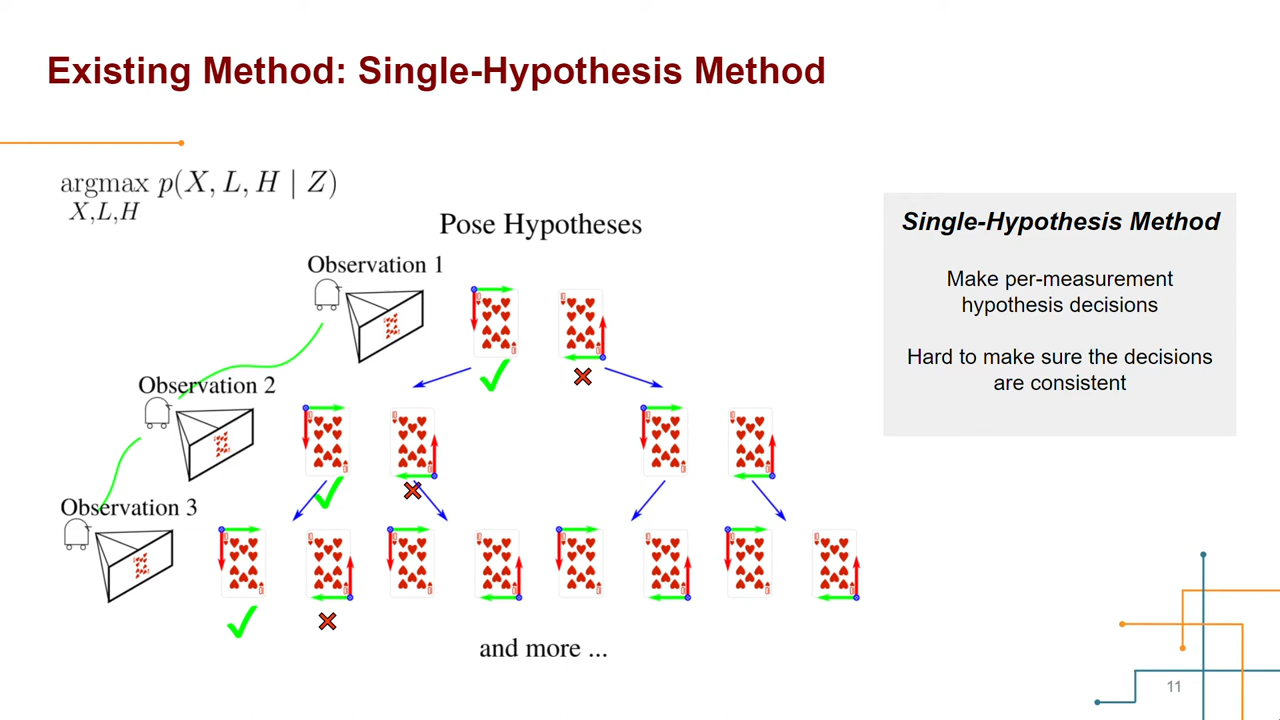 Existing Method: Single-Hypothesis Method
argmax p(X, L, H | Z)
X,L,H
Pose Hypotheses
Single-Hypothesis Method
Make per-measurement
hypothesis decisions
Hard to make sure the decisions
are consistent
Observation 1
Observation 2
Observation 3
and more ...
11